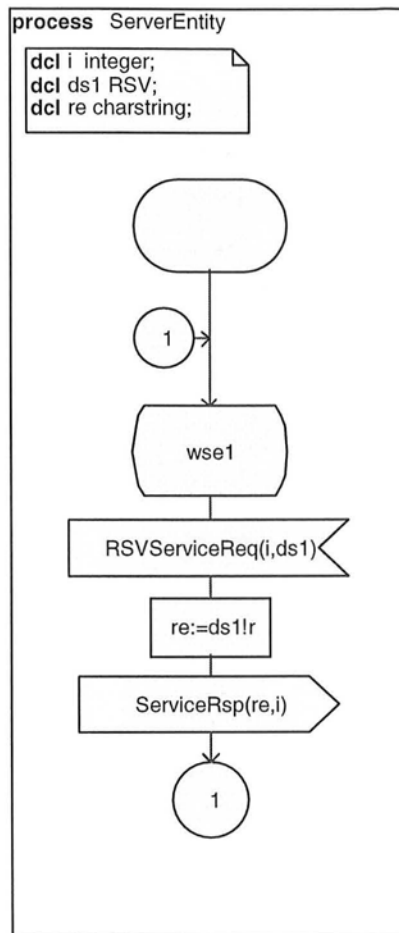 process ServerEntity
dcl i integer;
dcl ds1 RSV;
dcl re charstring;
1
wse1
RSVServiceReq(i,ds1)
re:=ds1!r
ServiceRsp(re,i)
1